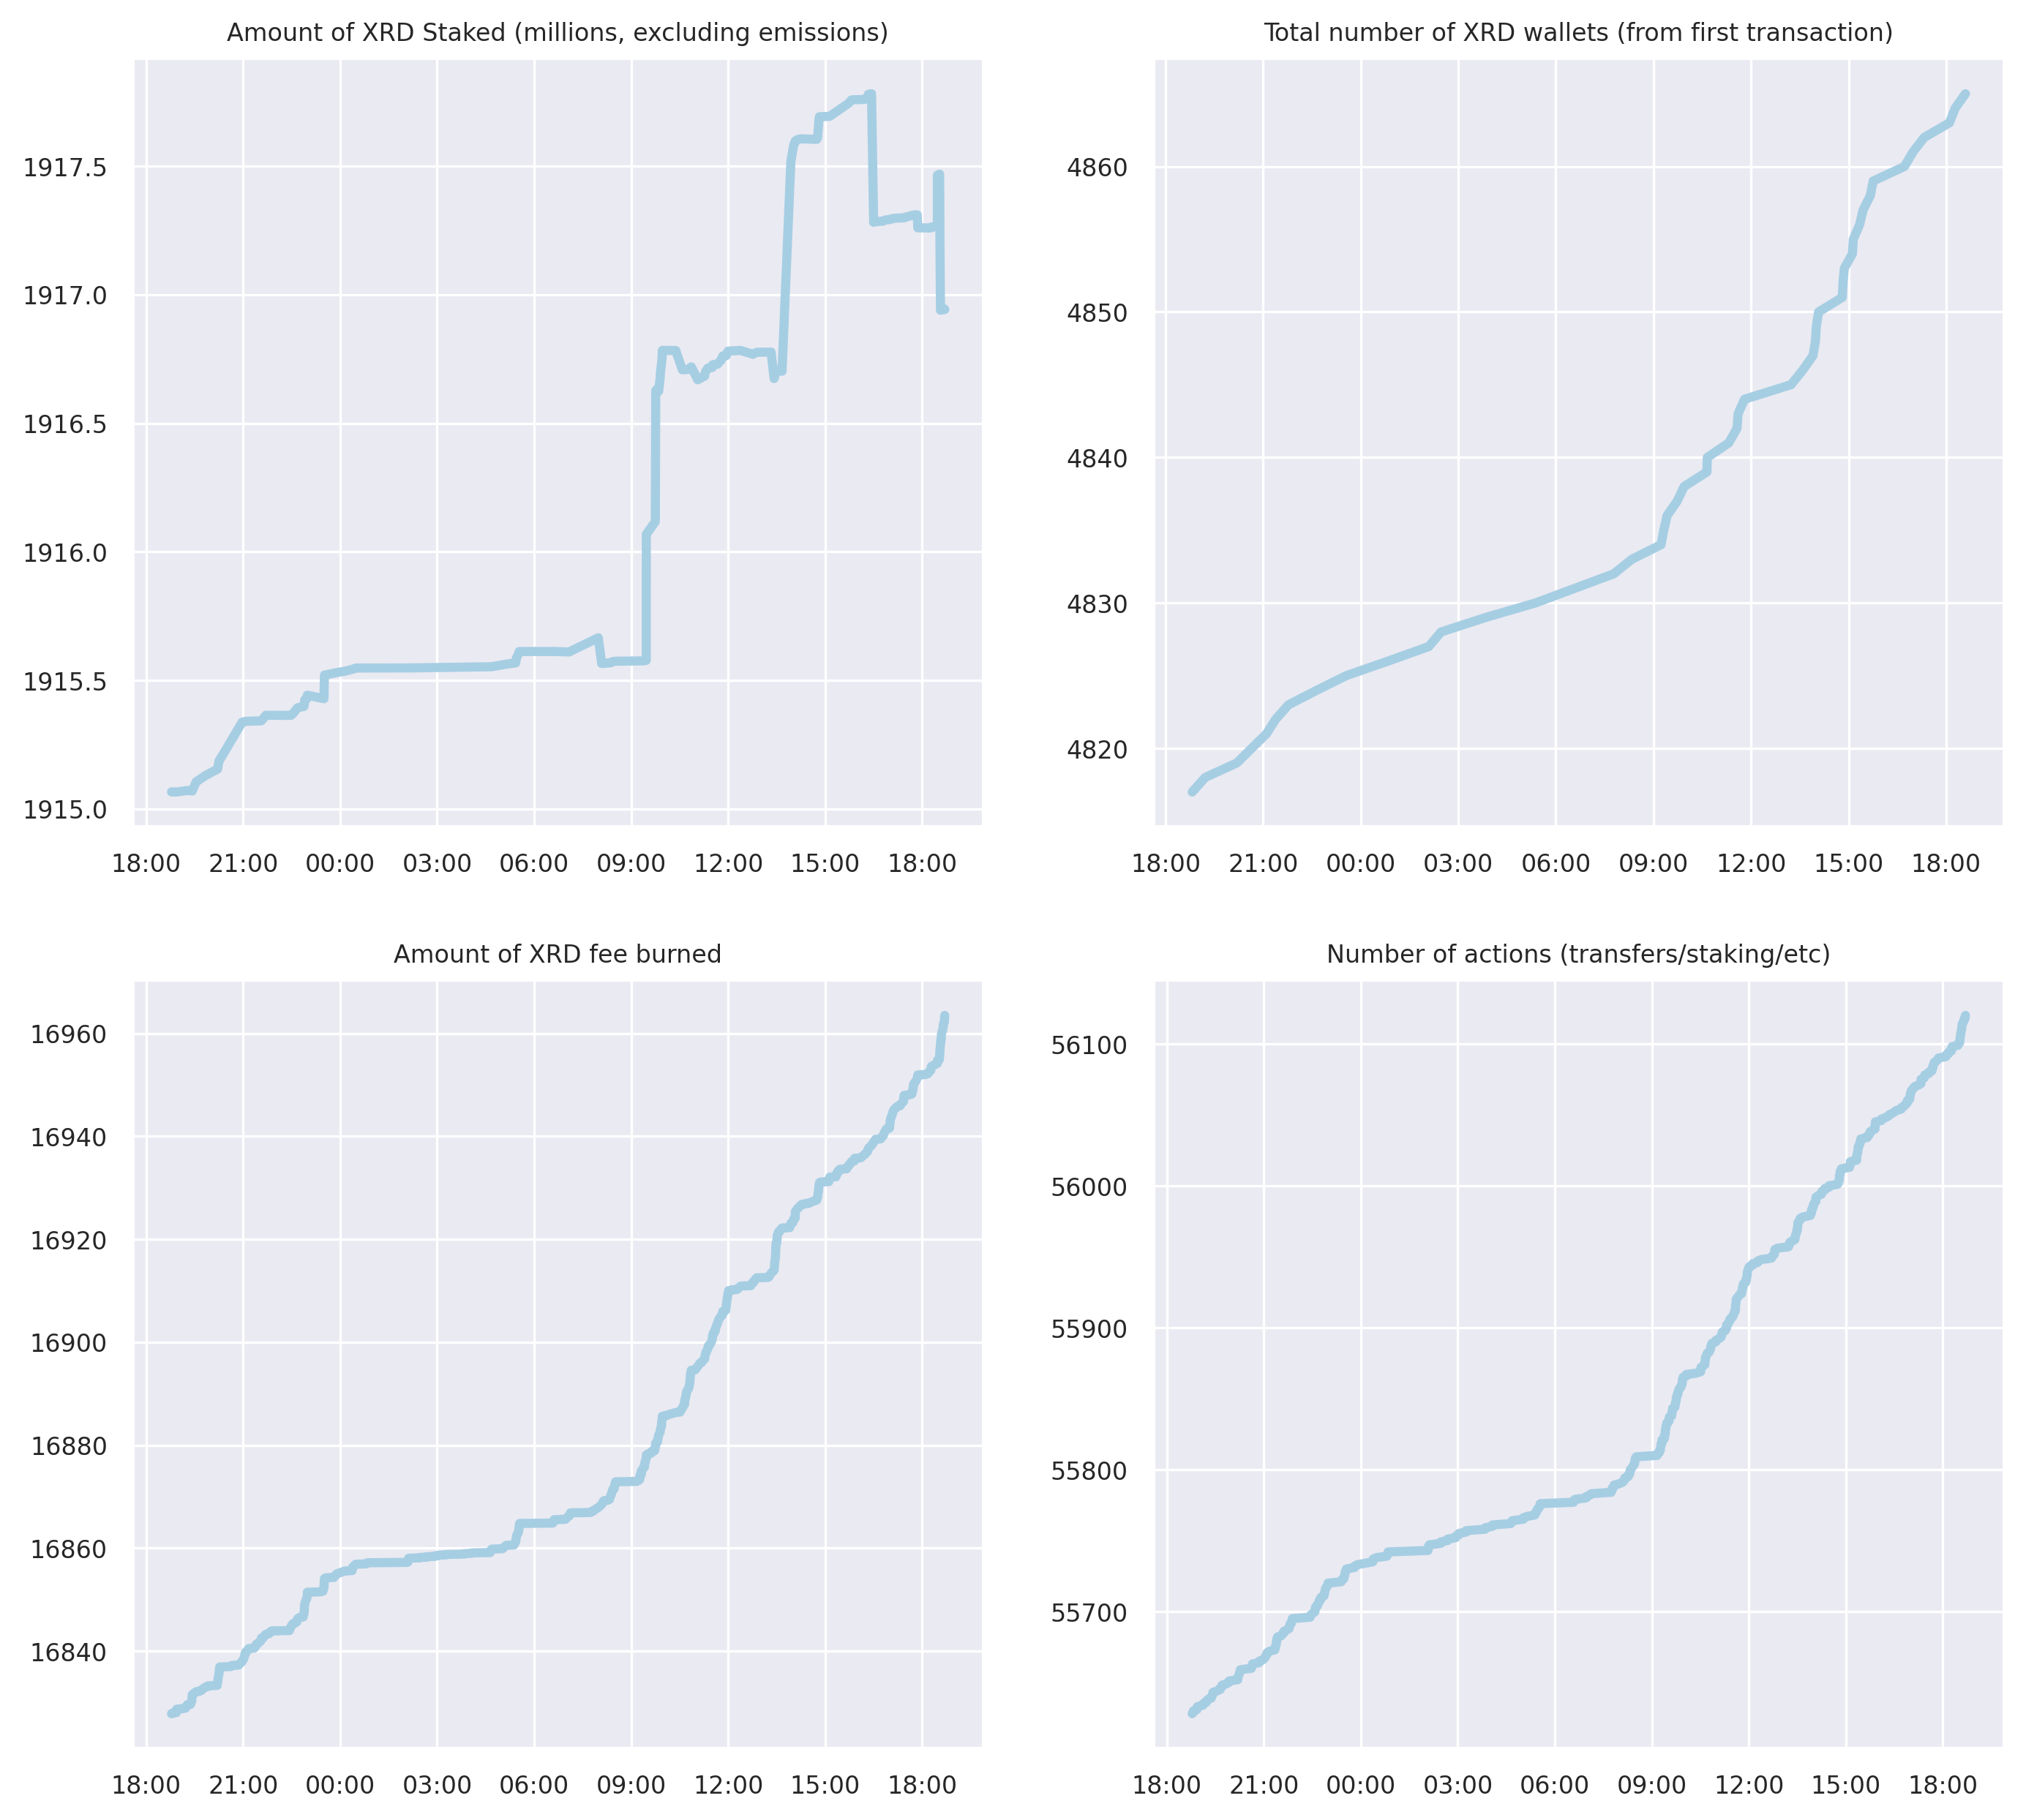 Amount of XRD Staked (millions, excluding emissions)
1917.5
1917.0
1916.5
1916.0
1915.5
1915.0
18:00 21:00 00:00 03:00 06:00 09:00 12:00 15:00 18:00
Total number of XRD wallets (from first transaction)
4860
4850
4840
4830
4820
18:00 21:00 00:00 03:00 06:00 09:00 12:00 15:00 18:00
Amount of XRD fee burned
16960
16940
16920
16900
16880
16860
16840
18:00 21:00 00:00 03:00 06:00 09:00 12:00 15:00 18:00
Number of actions (transfers/staking/etc)
56100
56000
55900
55800
55700
18:00 21:00 00:00 03:00 06:00 09:00 12:00 15:00 18:00